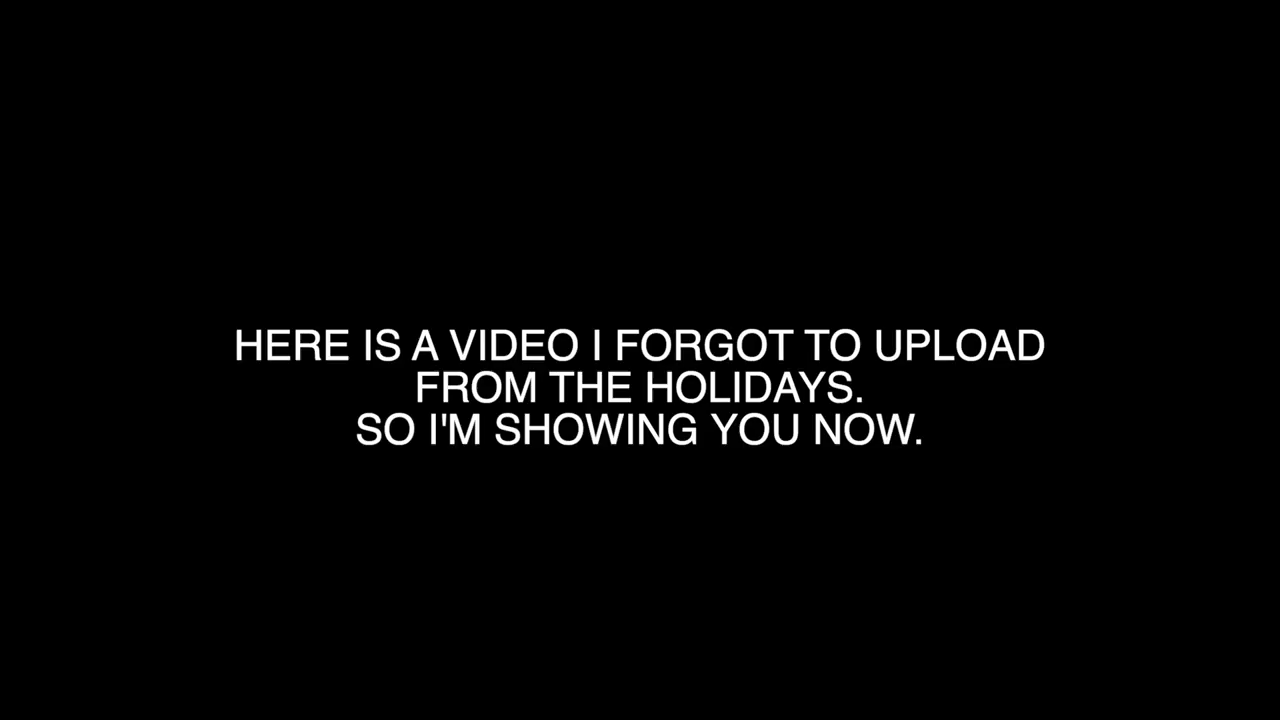 HERE IS A VIDEO I FORGOT TO UPLOAD
FROM THE HOLIDAYS.
SO I'M SHOWING YOU NOW.